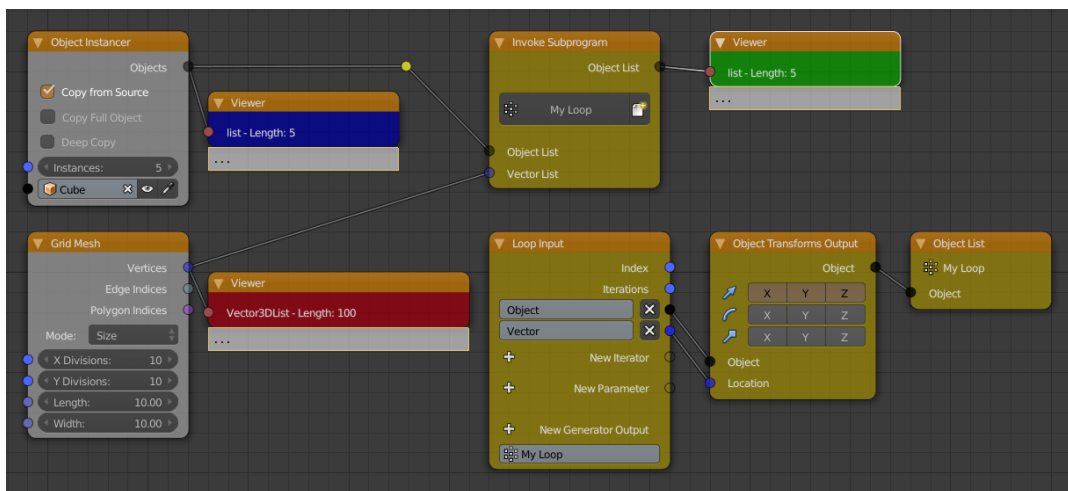 Object Instancer
Objects
Copy from Source
Copy Full Object
Deep Copy
Instances: 5
Cube
Viewer
list - Length: 5
...
Invoke Subprogram
Object List
My Loop
Object List
Vector List
Viewer
list - Length: 5
...
Grid Mesh
Vertices
Edge Indices
Polygon Indices
Mode: Size
X Divisions: 10
Y Divisions: 10
Length: 10.00
Width: 10.00
Viewer
Vector3DList - Length: 100
...
Loop Input
Index
Iterations
Object
Vector
New Iterator
New Parameter
New Generator Output
My Loop
Object Transforms Output
Object
X Y Z
X Y Z
X Y Z
Object
Location
Object List
My Loop
Object